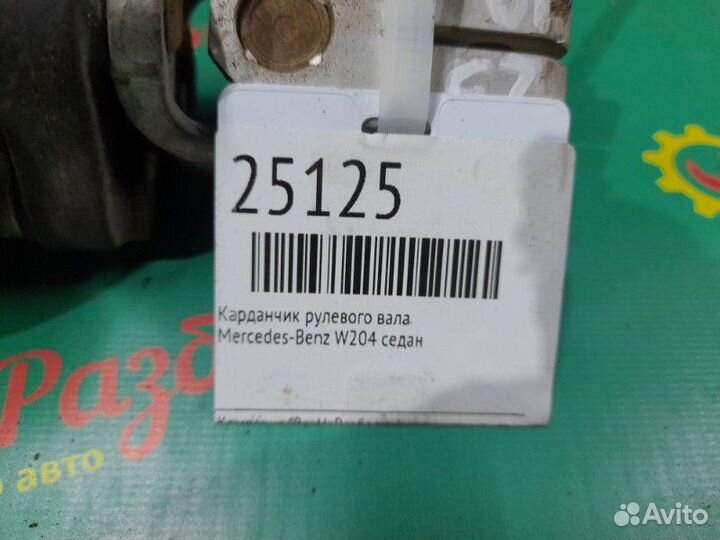 25125
Карданчик рулевого вала
Mercedes-Benz W204 седан
Разб
авто
Avito